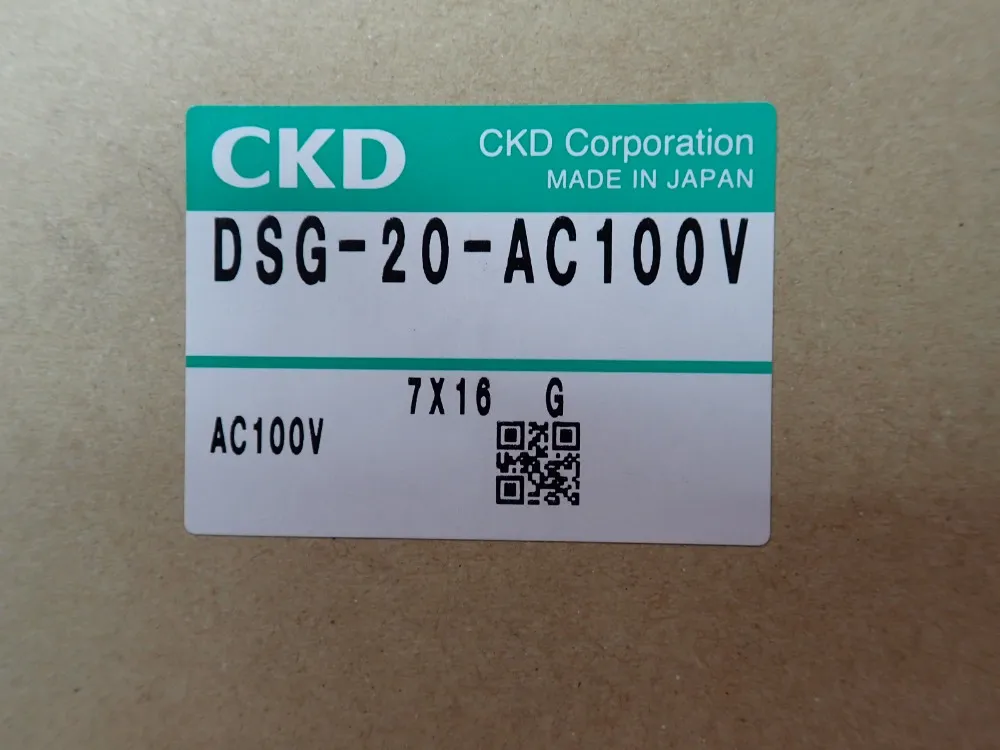 CKD
CKD Corporation
MADE IN JAPAN
DSG-20-AC100V
7X16 G
AC100V